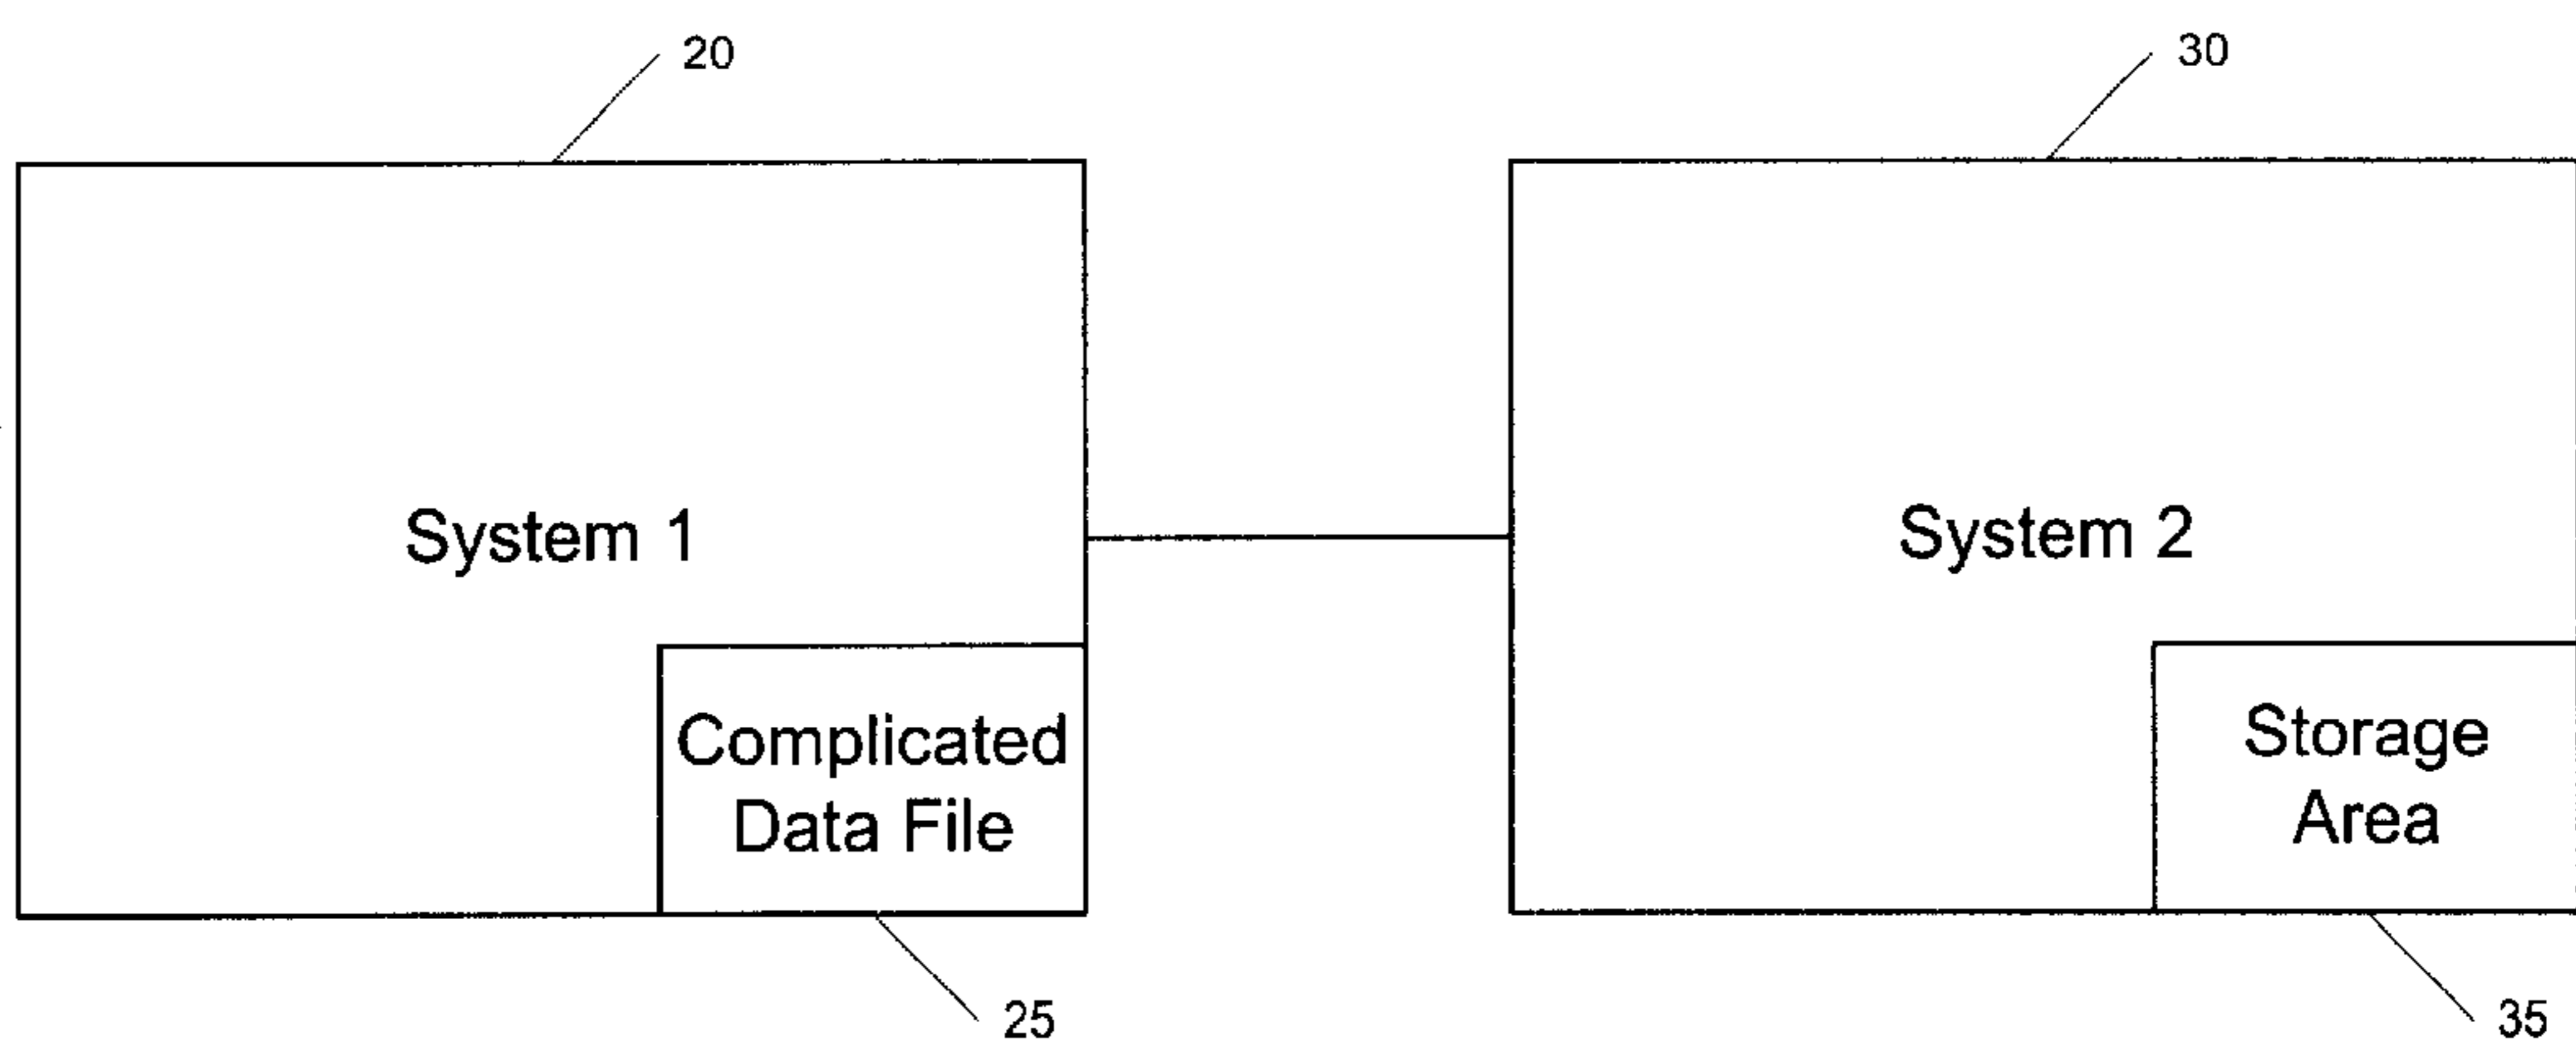 20
30
System 1
System 2
Complicated
Data File
Storage
Area
25
35